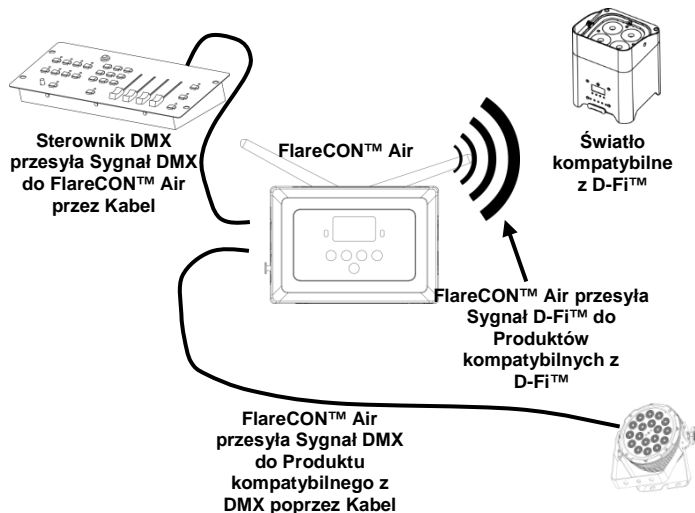 Sterownik DMX
przesyła Sygnał DMX
do FlareCON™ Air
przez Kabel
FlareCON™ Air
Światło
kompatybilne
z D-Fi™
FlareCON™ Air przesyła
Sygnał D-Fi™ do
Produktów
kompatybilnych z
D-Fi™
FlareCON™ Air
przesyła Sygnał DMX
do Produktu
kompatybilnego z
DMX poprzez Kabel